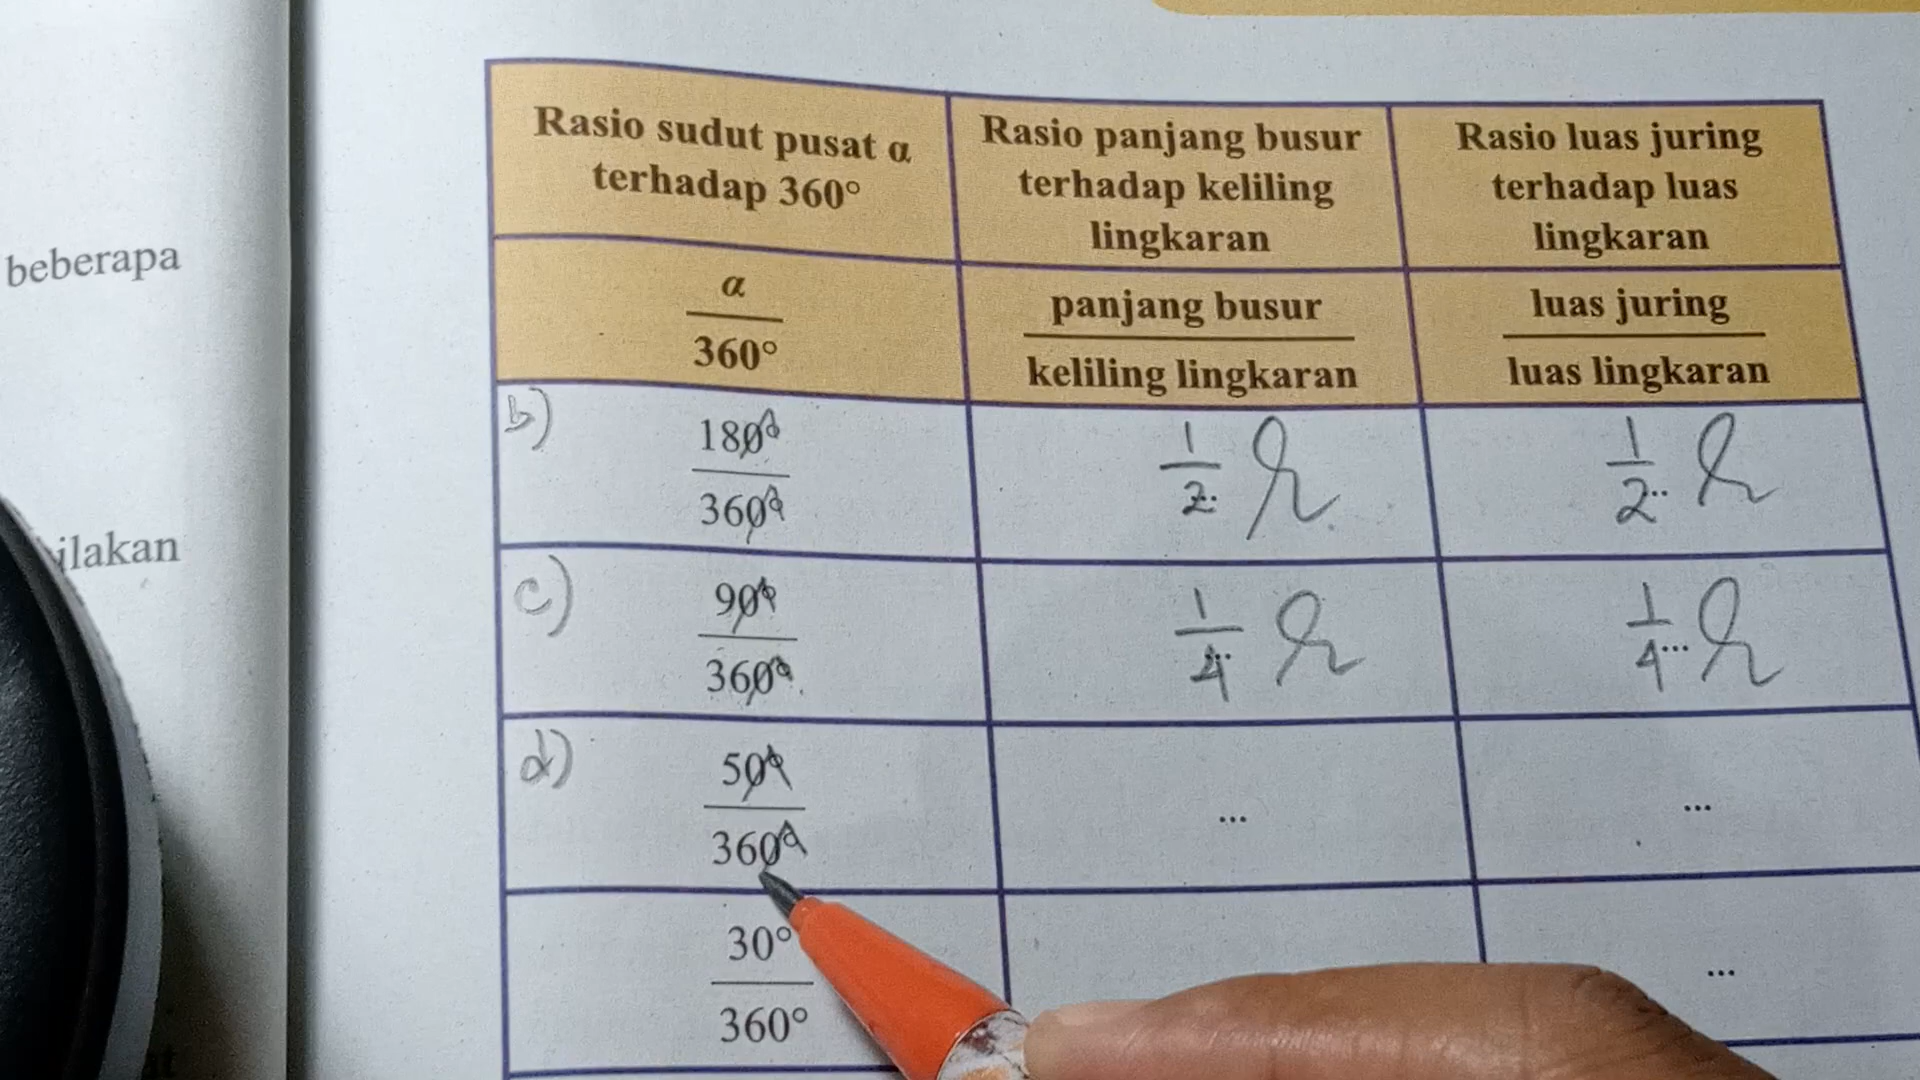 beberapa
ilakan
Rasio sudut pusat α
terhadap 360°
Rasio panjang busur
terhadap keliling
lingkaran
Rasio luas juring
terhadap luas
lingkaran
α
360°
panjang busur
keliling lingkaran
luas juring
luas lingkaran
b)
180°
360°
1
2
1
2
c)
90°
360°
1
4
1
4
d)
50°
360°
...
...
30°
360°
...